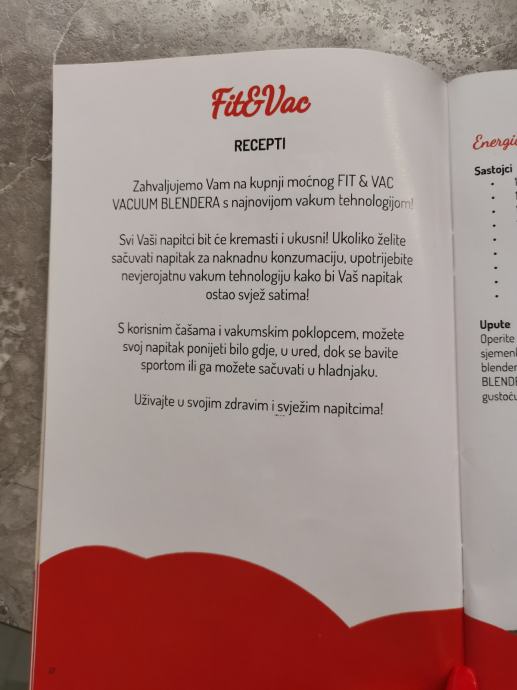 Fit&Vac
RECEPTI
Zahvaljujemo Vam na kupnji moćnog FIT & VAC
VACUUM BLENDERA s najnovijom vakum tehnologijom!
Svi Vaši napitci bit će kremasti i ukusni! Ukoliko želite
sačuvati napitak za naknadnu konzumaciju, upotrijebite
nevjerojatnu vakum tehnologiju kako bi Vaš napitak
ostao svjež satima!
S korisnim čašama i vakumskim poklopcem, možete
svoj napitak ponijeti bilo gdje, u ured, dok se bavite
sportom ili ga možete sačuvati u hladnjaku.
Uživajte u svojim zdravim i svježim napitcima!
Sastojci
Upute
Operite